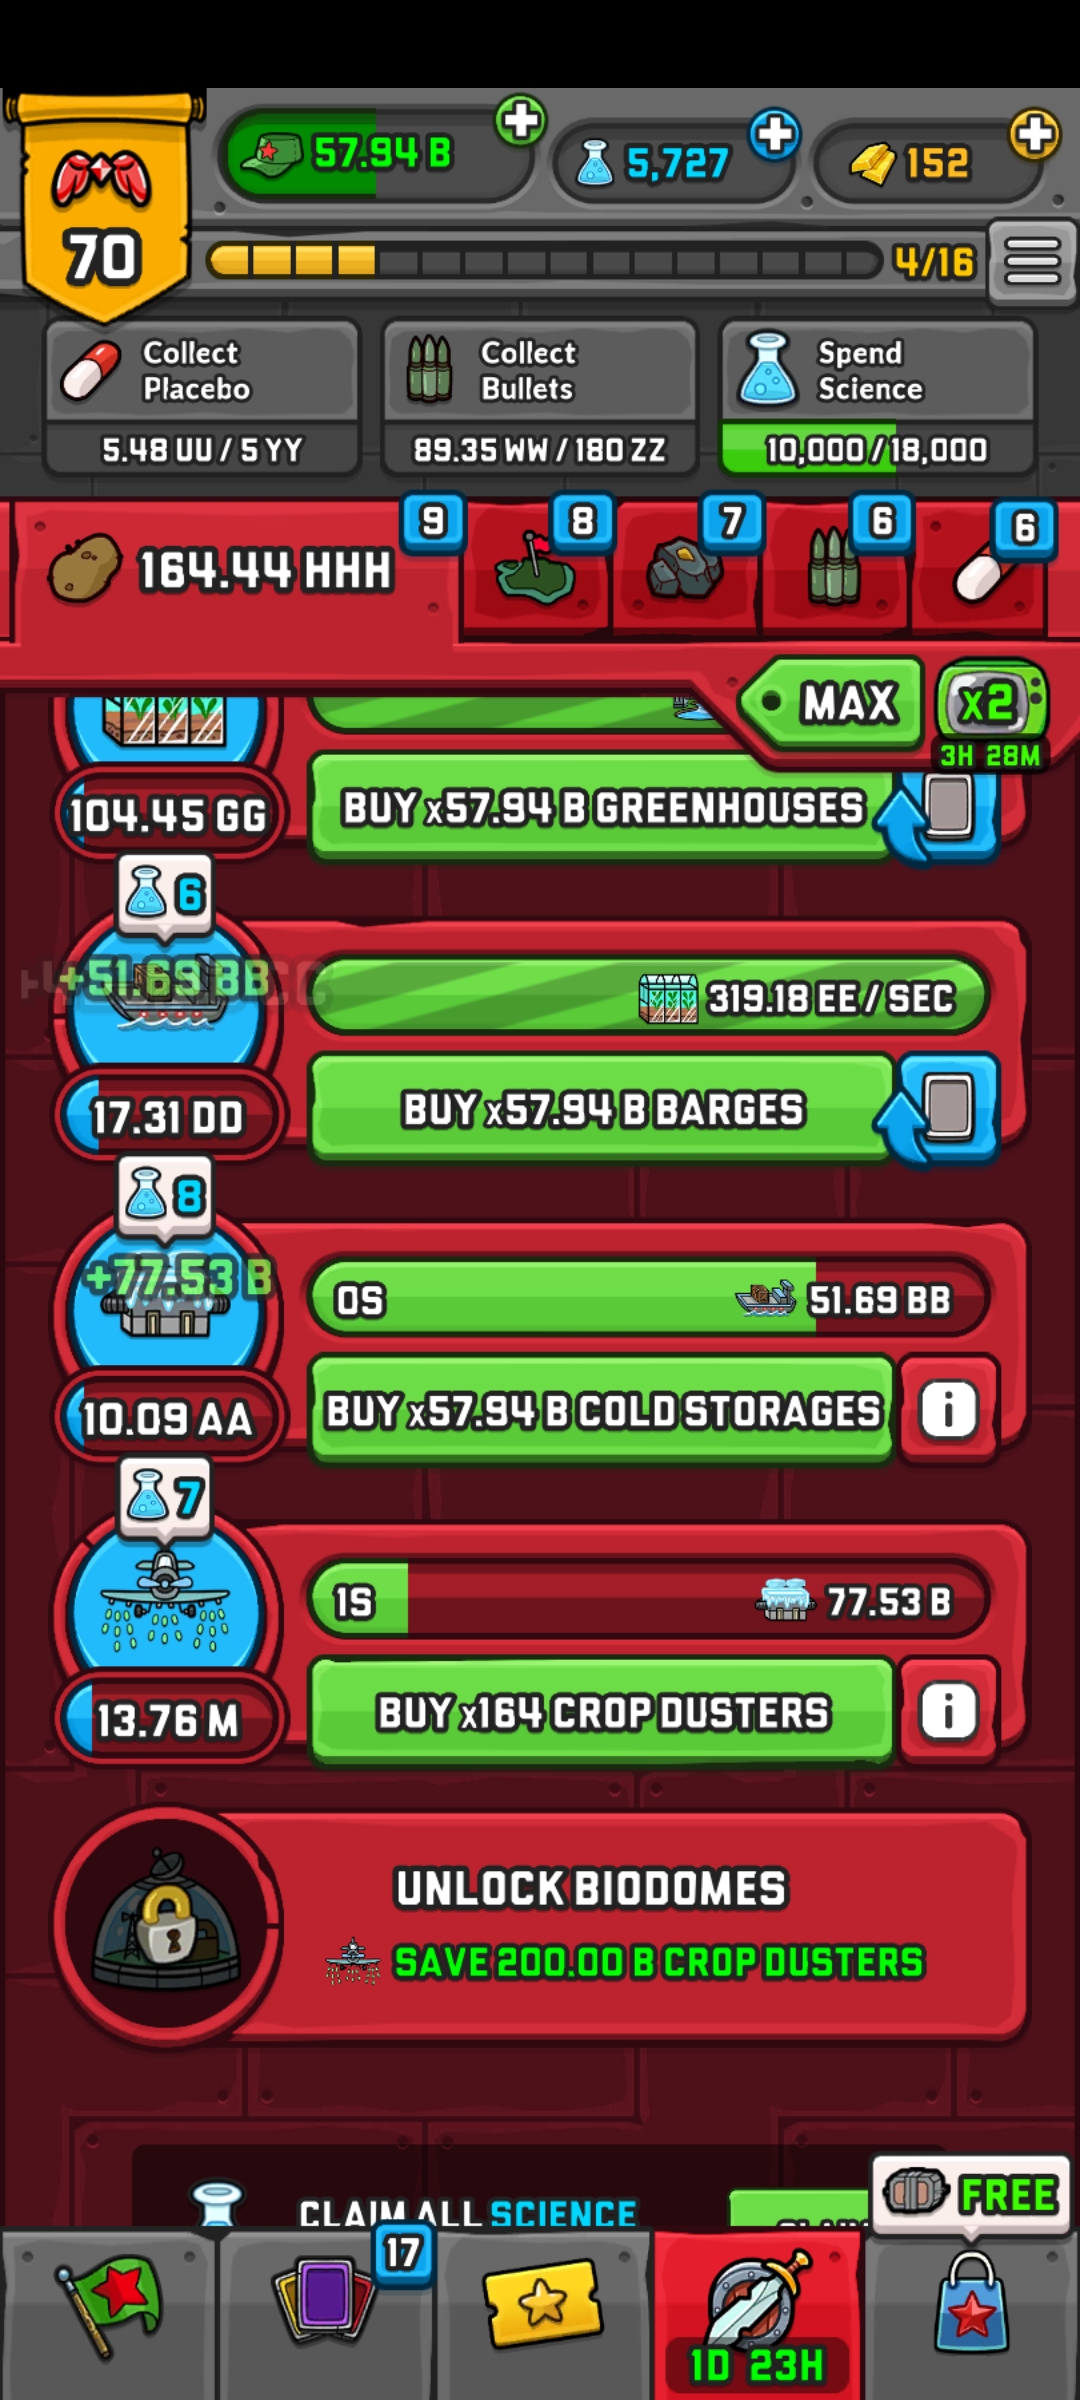 57.94 B
5,727
152
70
4/16
Collect
Placebo
5.48 UU / 5 YY
Collect
Bullets
89.35 WW / 180 ZZ
Spend
Science
10,000 / 18,000
164.44 HHH
9
8
7
6
6
MAX
x2
3H 28M
104.45 GG
BUY x57.94 B GREENHOUSES
6
+51.69 BB
319.18 EE / SEC
17.31 DD
BUY x57.94 B BARGES
8
+77.53 B
0S
51.69 BB
10.09 AA
BUY x57.94 B COLD STORAGES
i
7
1S
77.53 B
13.76 M
BUY x164 CROP DUSTERS
i
UNLOCK BIODOMES
SAVE 200.00 B CROP DUSTERS
CLAIM ALL SCIENCE
FREE
17
1D 23H